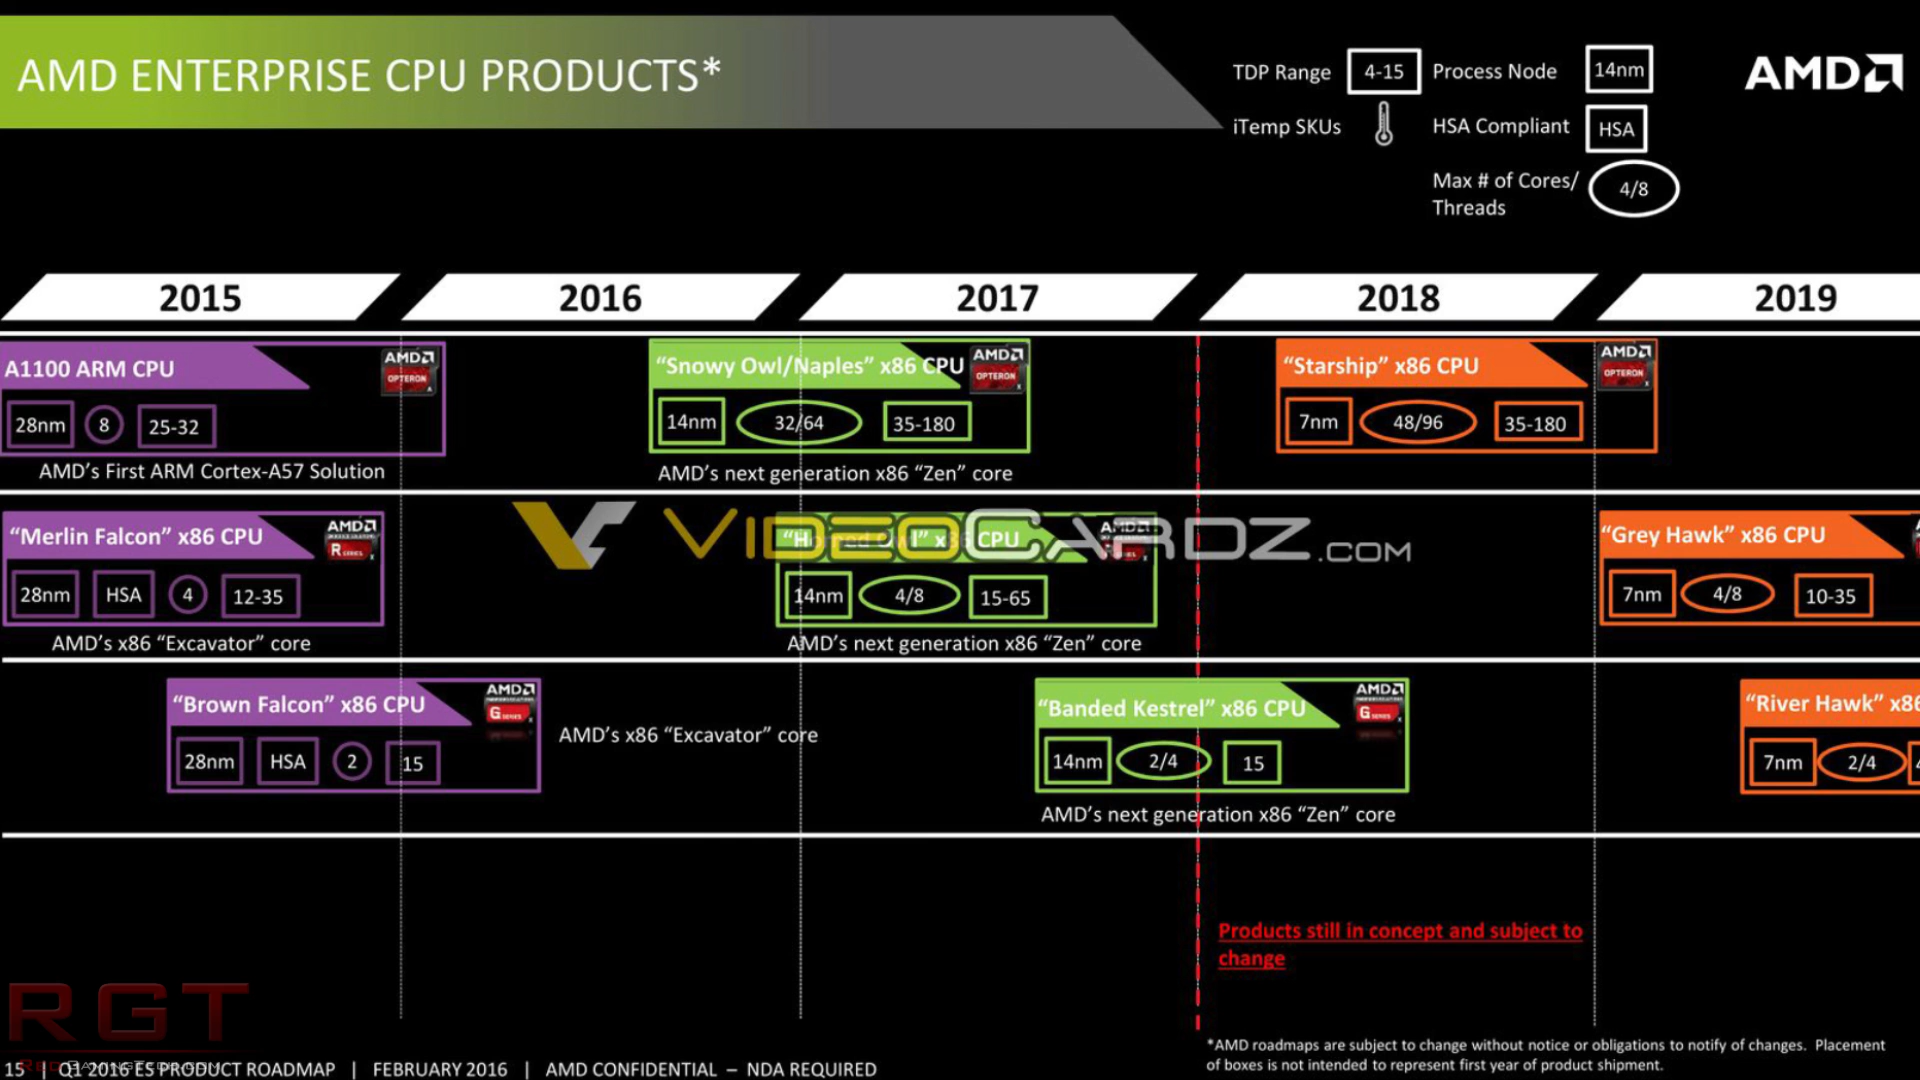 AMD ENTERPRISE CPU PRODUCTS*
TDP Range 4-15 Process Node 14nm
iTemp SKUs HSA Compliant HSA
Max # of Cores/
Threads 4/8
AMD
2015 2016 2017 2018 2019
A1100 ARM CPU
AMD
OPTERON
28nm 8 25-32
AMD's First ARM Cortex-A57 Solution
“Snowy Owl/Naples” x86 CPU
AMD
OPTERON
X
14nm 32/64 35-180
AMD's next generation x86 “Zen” core
“Starship” x86 CPU
AMD
OPTERON
X
7nm 48/96 35-180
“Merlin Falcon” x86 CPU
AMD
R SERIES
28nm HSA 4 12-35
AMD's x86 “Excavator” core
VIDEOCARDZ.COM
x86 CPU
14nm 4/8 15-65
AMD's next generation x86 “Zen” core
“Grey Hawk” x86 CPU
7nm 4/8 10-35
“Brown Falcon” x86 CPU
AMD
G SERIES
28nm HSA 2 15
AMD's x86 “Excavator” core
“Banded Kestrel” x86 CPU
AMD
G SERIES
14nm 2/4 15
AMD's next generation x86 “Zen” core
“River Hawk” x86
7nm 2/4
Products still in concept and subject to
change
RGT
15 | Q1 2016 ES PRODUCT ROADMAP | FEBRUARY 2016 | AMD CONFIDENTIAL – NDA REQUIRED
*AMD roadmaps are subject to change without notice or obligations to notify of changes. Placement
of boxes is not intended to represent first year of product shipment.